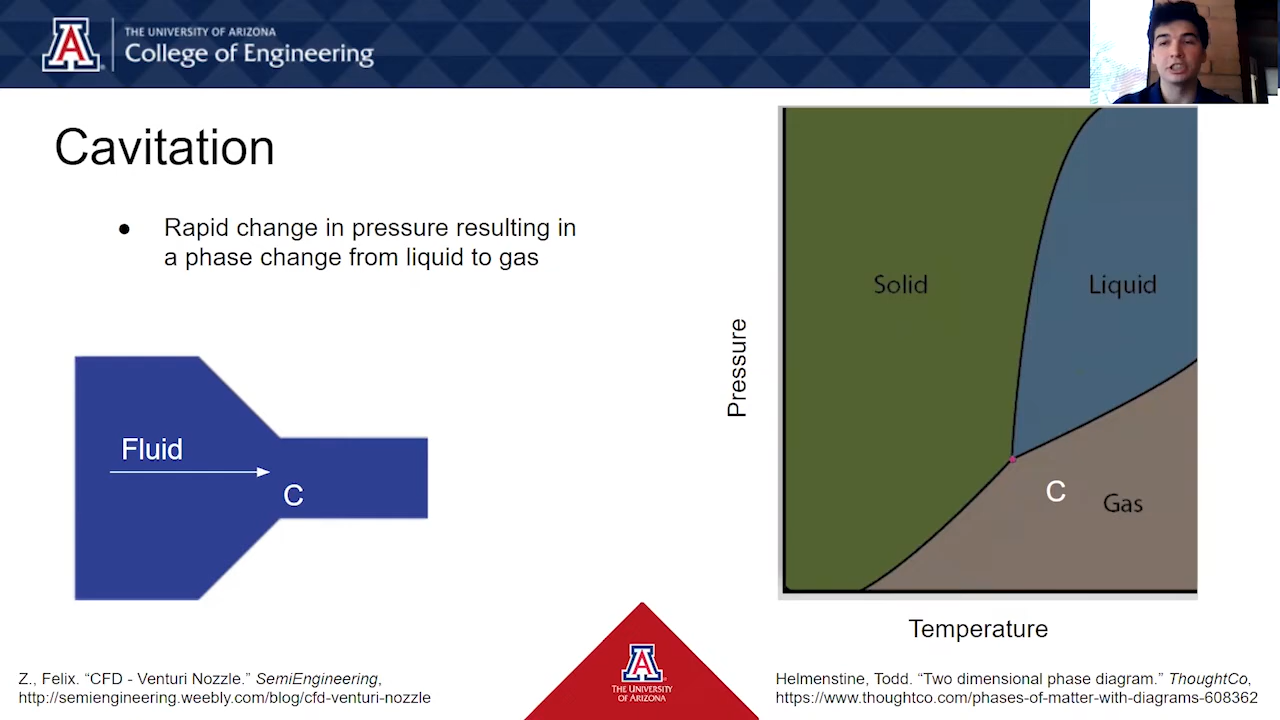 THE UNIVERSITY OF ARIZONA
College of Engineering
Cavitation
● Rapid change in pressure resulting in
a phase change from liquid to gas
Fluid
C
Pressure
Solid
Liquid
C
Gas
Temperature
Z., Felix. “CFD - Venturi Nozzle.” SemiEngineering,
http://semiengineering.weebly.com/blog/cfd-venturi-nozzle
A
THE UNIVERSITY
OF ARIZONA
Helmenstine, Todd. “Two dimensional phase diagram.” ThoughtCo,
https://www.thoughtco.com/phases-of-matter-with-diagrams-608362